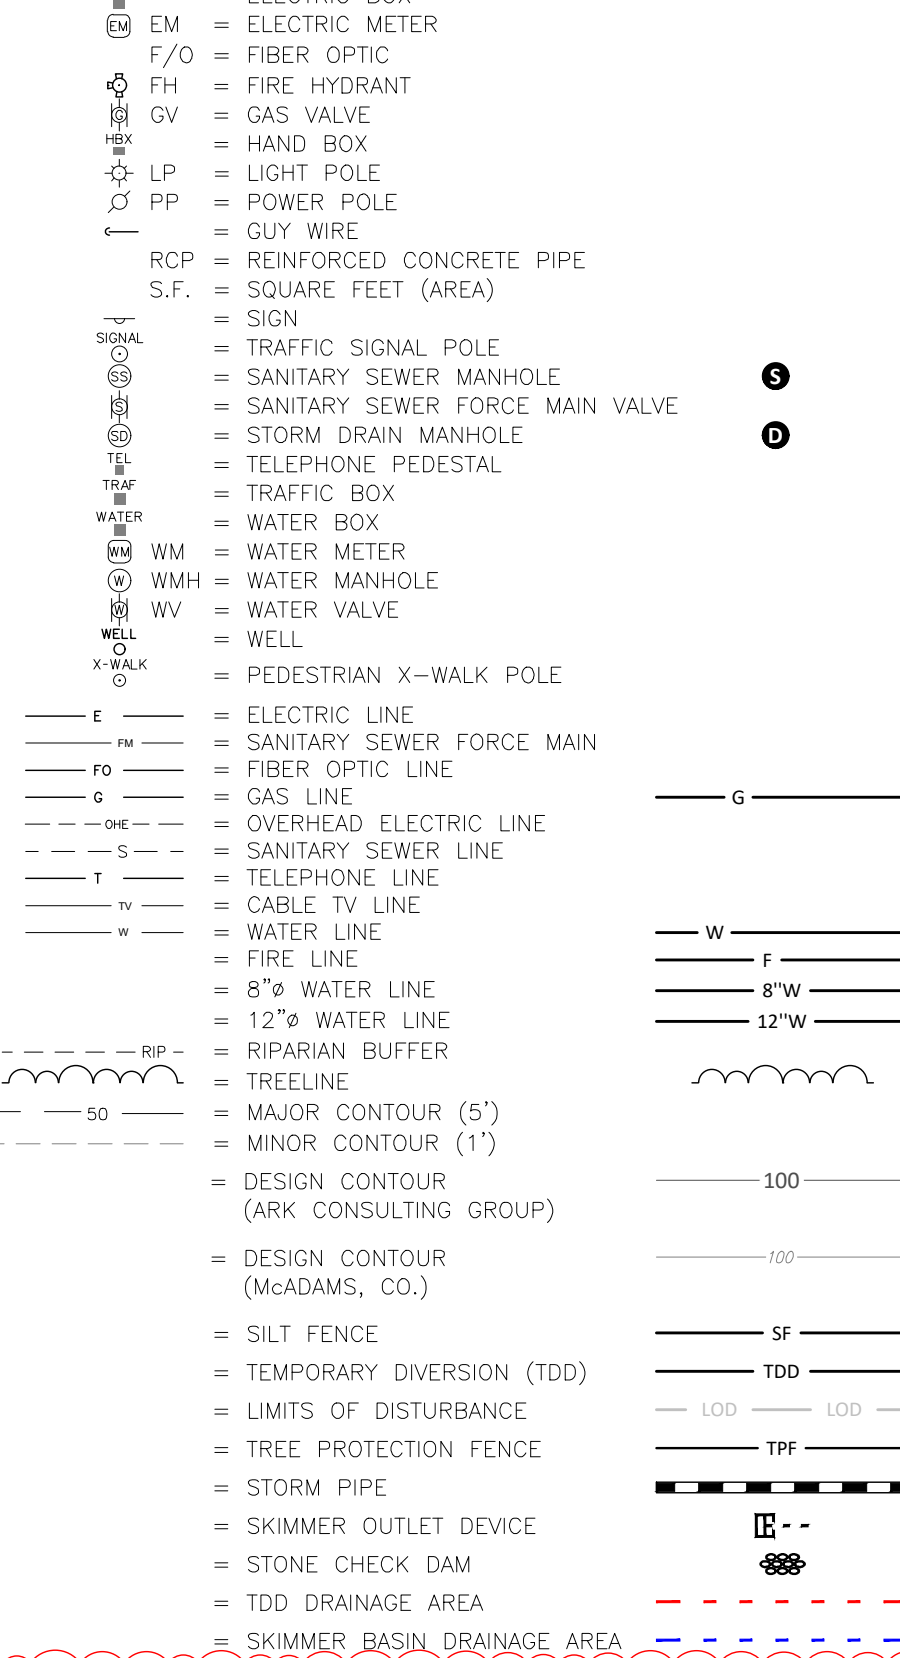 ELECTRIC BOX
EM EM = ELECTRIC METER
F/O = FIBER OPTIC
FH = FIRE HYDRANT
G GV = GAS VALVE
HBX = HAND BOX
LP = LIGHT POLE
PP = POWER POLE
= GUY WIRE
RCP = REINFORCED CONCRETE PIPE
S.F. = SQUARE FEET (AREA)
= SIGN
SIGNAL = TRAFFIC SIGNAL POLE
SS = SANITARY SEWER MANHOLE S
S = SANITARY SEWER FORCE MAIN VALVE
SD = STORM DRAIN MANHOLE D
TEL = TELEPHONE PEDESTAL
TRAF = TRAFFIC BOX
WATER = WATER BOX
WM WM = WATER METER
W WMH = WATER MANHOLE
W WV = WATER VALVE
WELL = WELL
X-WALK = PEDESTRIAN X-WALK POLE
E = ELECTRIC LINE
FM = SANITARY SEWER FORCE MAIN
FO = FIBER OPTIC LINE
G = GAS LINE G
OHE = OVERHEAD ELECTRIC LINE
S = SANITARY SEWER LINE
T = TELEPHONE LINE
TV = CABLE TV LINE
W = WATER LINE W
= FIRE LINE F
= 8"ø WATER LINE 8"W
= 12"ø WATER LINE 12"W
RIP = RIPARIAN BUFFER
= TREELINE
50 = MAJOR CONTOUR (5')
= MINOR CONTOUR (1')
= DESIGN CONTOUR 100
(ARK CONSULTING GROUP)
= DESIGN CONTOUR 100
(McADAMS, CO.)
= SILT FENCE SF
= TEMPORARY DIVERSION (TDD) TDD
= LIMITS OF DISTURBANCE LOD LOD
= TREE PROTECTION FENCE TPF
= STORM PIPE
= SKIMMER OUTLET DEVICE
= STONE CHECK DAM
= TDD DRAINAGE AREA
= SKIMMER BASIN DRAINAGE AREA